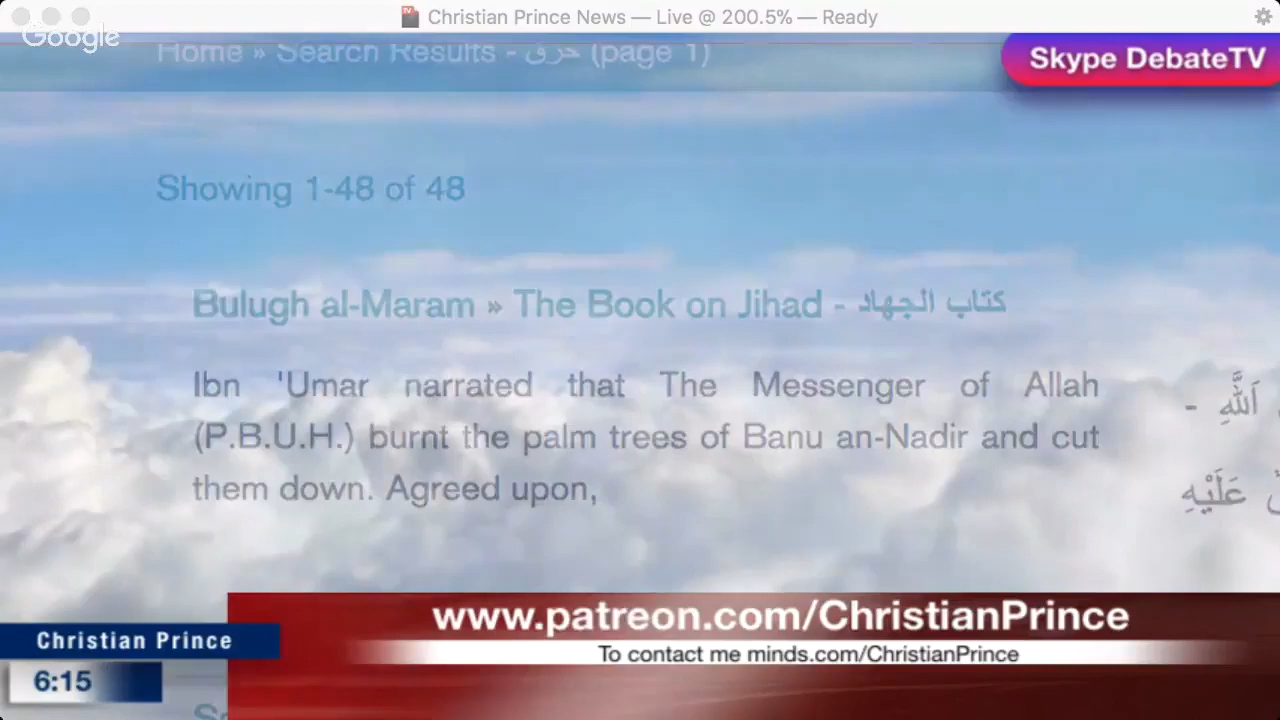 Christian Prince News — Live @ 200.5% — Ready
Google
Home » Search Results - حرق (page 1)
Skype DebateTV
Showing 1-48 of 48
Bulugh al-Maram » The Book on Jihad - كتاب الجهاد
Ibn 'Umar narrated that The Messenger of Allah
(P.B.U.H.) burnt the palm trees of Banu an-Nadir and cut
them down. Agreed upon,
اَللَّهِ -
عَلَيْهِ
www.patreon.com/ChristianPrince
Christian Prince
To contact me minds.com/ChristianPrince
6:15